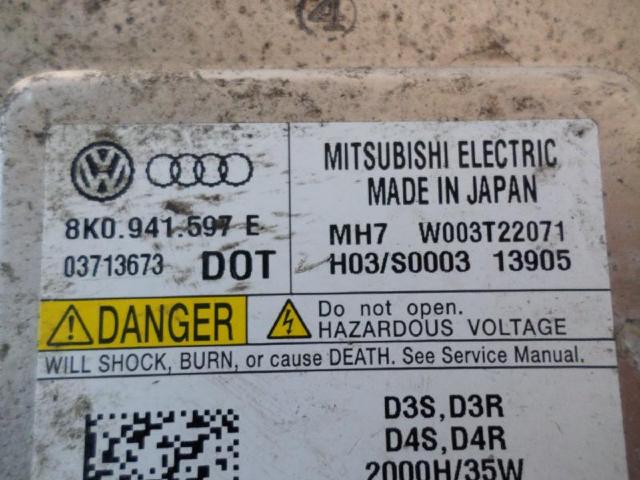 4
8K0.941.597 E
03713673 DOT
MITSUBISHI ELECTRIC
MADE IN JAPAN
MH7 W003T22071
H03/S0003 13905
DANGER
Do not open.
HAZARDOUS VOLTAGE
WILL SHOCK, BURN, or cause DEATH. See Service Manual.
D3S,D3R
D4S,D4R
2000H/35W